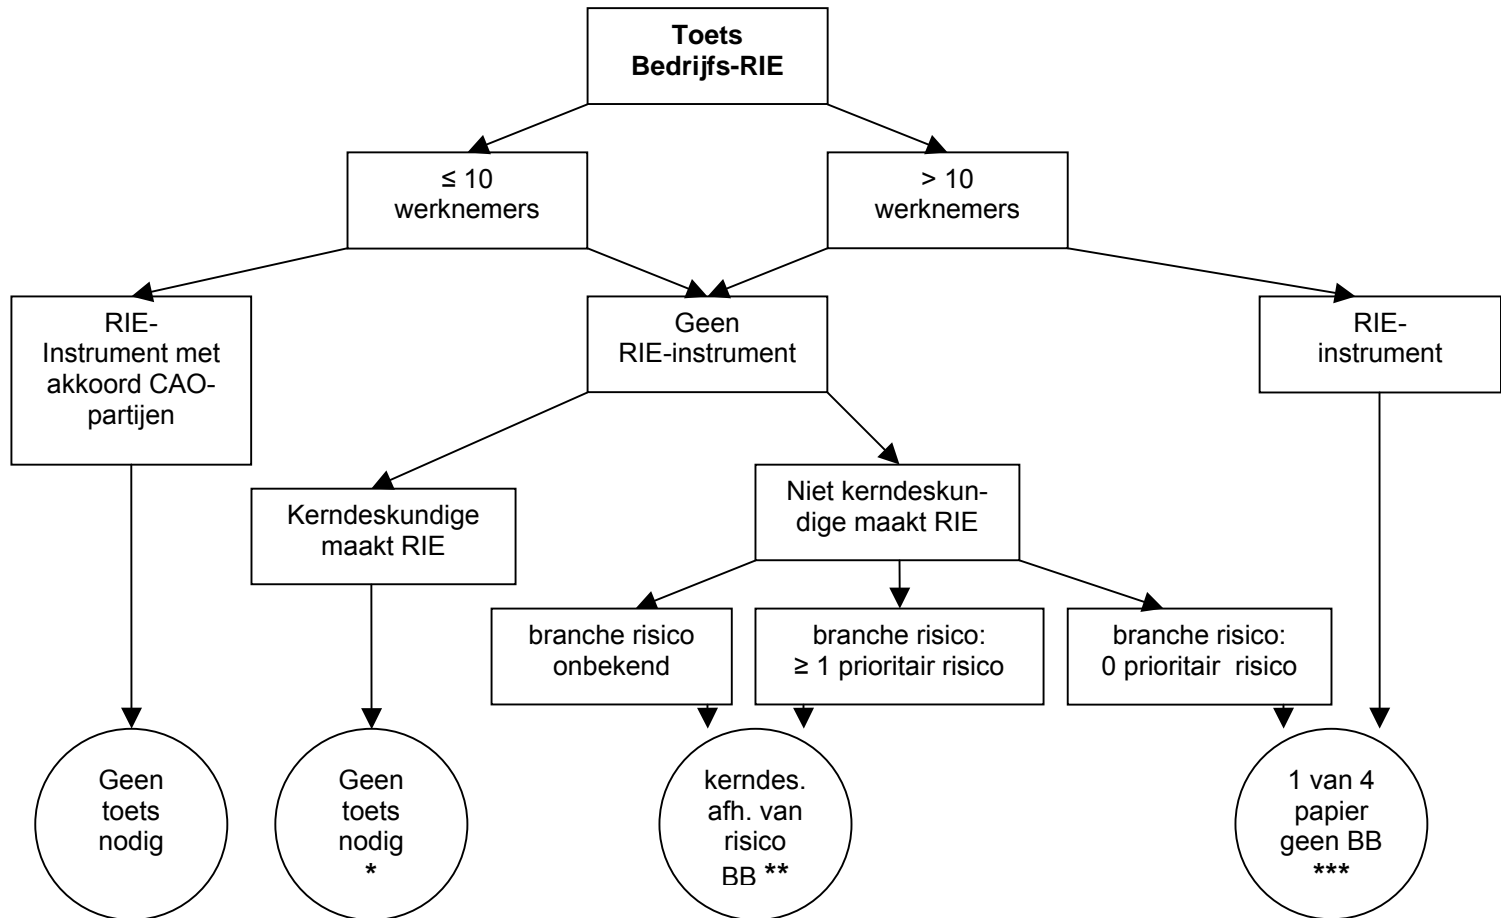 Toets
Bedrijfs-RIE
≤ 10
werknemers
> 10
werknemers
RIE-
Instrument met
akkoord CAO-
partijen
Geen
RIE-instrument
RIE-
instrument
Kerndeskundige
maakt RIE
Niet kerndeskun-
dige maakt RIE
branche risico
onbekend
branche risico:
≥ 1 prioritair risico
branche risico:
0 prioritair risico
Geen
toets
nodig
Geen
toets
nodig
*
kerndes.
afh. van
risico
BB **
1 van 4
papier
geen BB
***